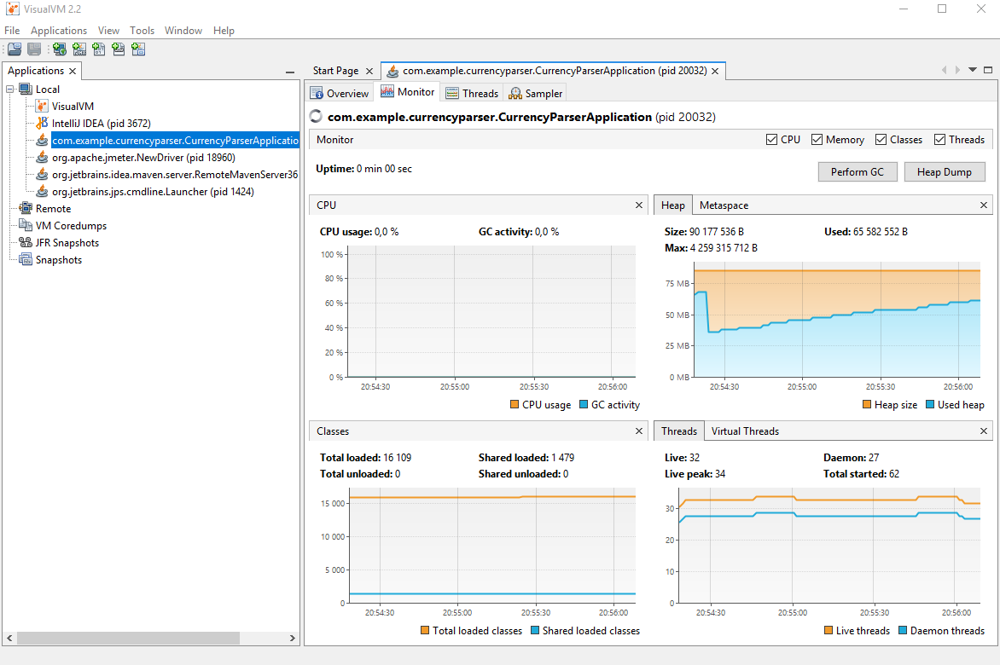 VisualVM 2.2
File Applications View Tools Window Help
Applications
Start Page com.example.currencyparser.CurrencyParserApplication (pid 20032)
Local
VisualVM
IntelliJ IDEA (pid 3672)
com.example.currencyparser.CurrencyParserApplicatio
org.apache.jmeter.NewDriver (pid 18960)
org.jetbrains.idea.maven.server.RemoteMavenServer36
org.jetbrains.jps.cmdline.Launcher (pid 1424)
Remote
VM Coredumps
JFR Snapshots
Snapshots
Overview Monitor Threads Sampler
com.example.currencyparser.CurrencyParserApplication (pid 20032)
Monitor CPU Memory Classes Threads
Uptime: 0 min 00 sec
Perform GC Heap Dump
CPU
CPU usage: 0,0 % GC activity: 0,0 %
100 %
80 %
60 %
40 %
20 %
0 %
20:54:30 20:55:00 20:55:30 20:56:00
CPU usage GC activity
Heap Metaspace
Size: 90 177 536 B Used: 65 582 552 B
Max: 4 259 315 712 B
75 MB
50 MB
25 MB
0 MB
20:54:30 20:55:00 20:55:30 20:56:00
Heap size Used heap
Classes
Total loaded: 16 109 Shared loaded: 1 479
Total unloaded: 0 Shared unloaded: 0
15 000
10 000
5 000
0
20:54:30 20:55:00 20:55:30 20:56:00
Total loaded classes Shared loaded classes
Threads Virtual Threads
Live: 32 Daemon: 27
Live peak: 34 Total started: 62
30
20
10
0
20:54:30 20:55:00 20:55:30 20:56:00
Live threads Daemon threads